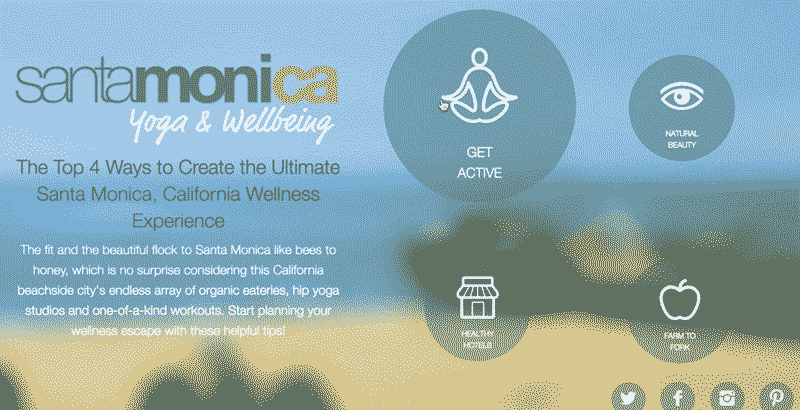 santamonica
Yoga & Wellbeing
The Top 4 Ways to Create the Ultimate
Santa Monica, California Wellness
Experience
The fit and the beautiful flock to Santa Monica like bees to
honey, which is no surprise considering this California
beachside city's endless array of organic eateries, hip yoga
studios and one-of-a-kind workouts. Start planning your
wellness escape with these helpful tips!
GET
ACTIVE
NATURAL
BEAUTY
HEALTHY
HOTELS
FARM TO
FORK